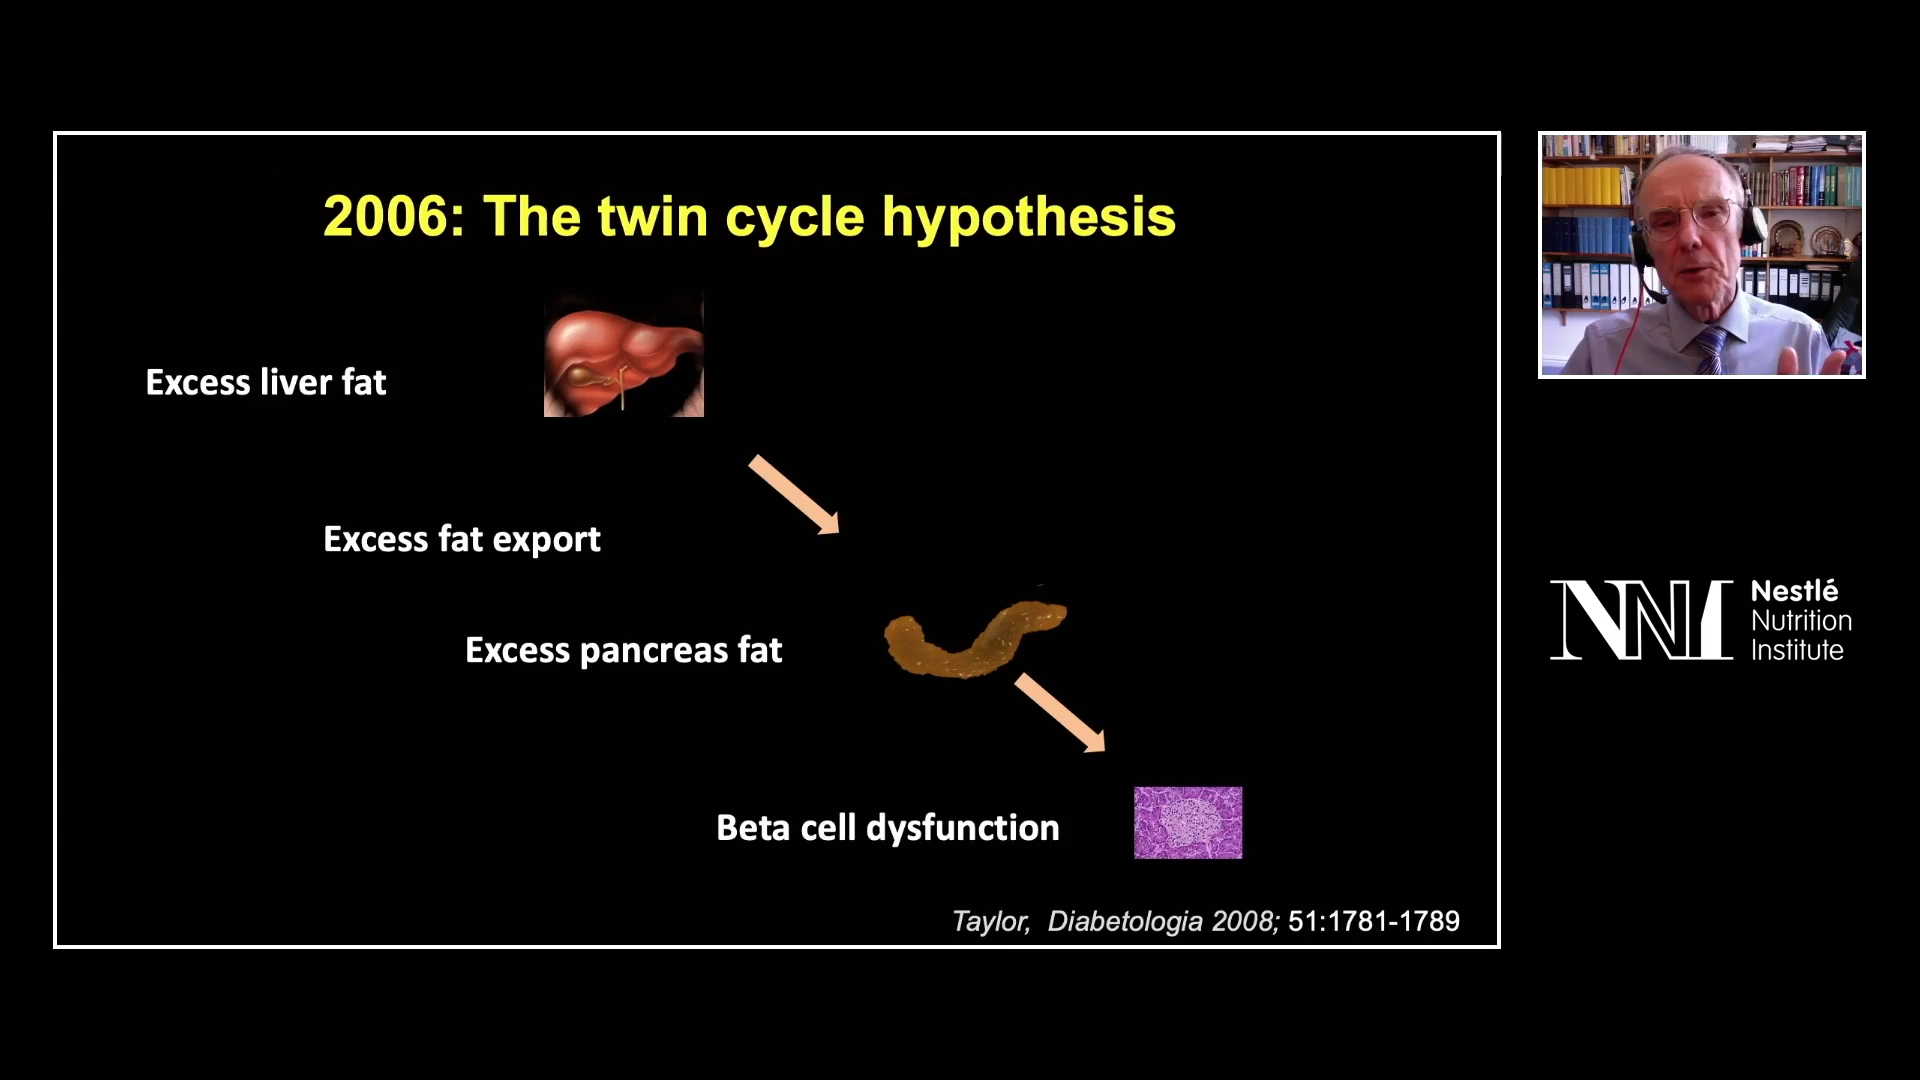 2006: The twin cycle hypothesis
Excess liver fat
Excess fat export
Excess pancreas fat
Beta cell dysfunction
Taylor, Diabetologia 2008; 51:1781-1789
NNI
Nestlé
Nutrition
Institute